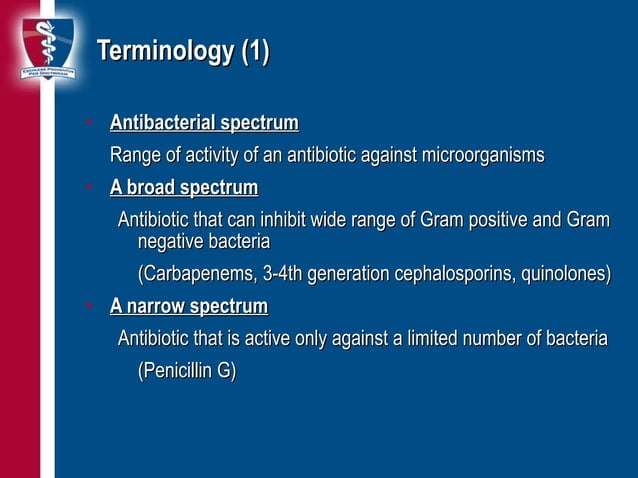 Terminology (1)
• Antibacterial spectrum
Range of activity of an antibiotic against microorganisms
• A broad spectrum
Antibiotic that can inhibit wide range of Gram positive and Gram
negative bacteria
(Carbapenems, 3-4th generation cephalosporins, quinolones)
• A narrow spectrum
Antibiotic that is active only against a limited number of bacteria
(Penicillin G)